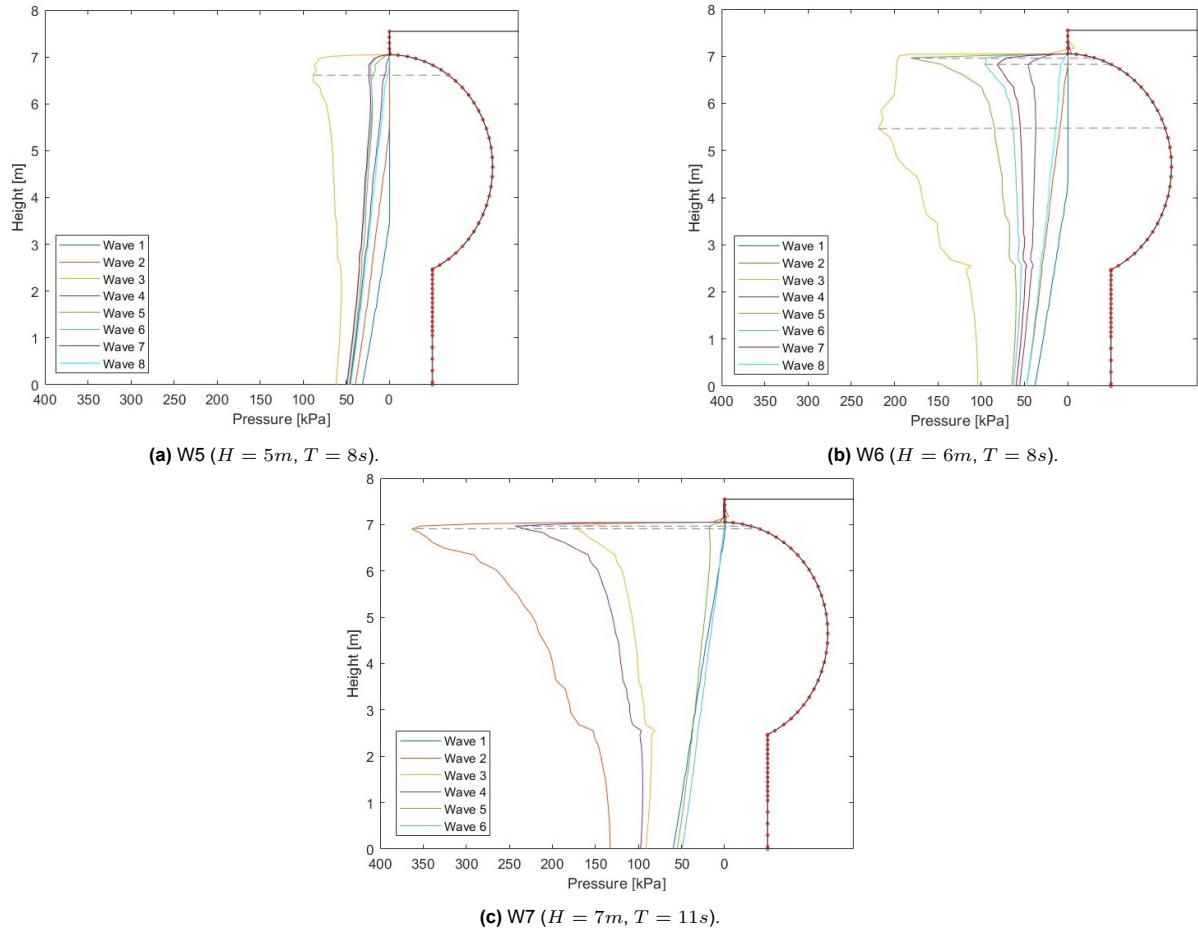 8
7
6
5
4
3
2
1
0
Height [m]
Wave 1
Wave 2
Wave 3
Wave 4
Wave 5
Wave 6
Wave 7
Wave 8
400 350 300 250 200 150 100 50 0
Pressure [kPa]
(a) W5 (H = 5m, T = 8s).
8
7
6
5
4
3
2
1
0
Height [m]
Wave 1
Wave 2
Wave 3
Wave 4
Wave 5
Wave 6
Wave 7
Wave 8
400 350 300 250 200 150 100 50 0
Pressure [kPa]
(b) W6 (H = 6m, T = 8s).
8
7
6
5
4
3
2
1
0
Height [m]
Wave 1
Wave 2
Wave 3
Wave 4
Wave 5
Wave 6
400 350 300 250 200 150 100 50 0
Pressure [kPa]
(c) W7 (H = 7m, T = 11s).